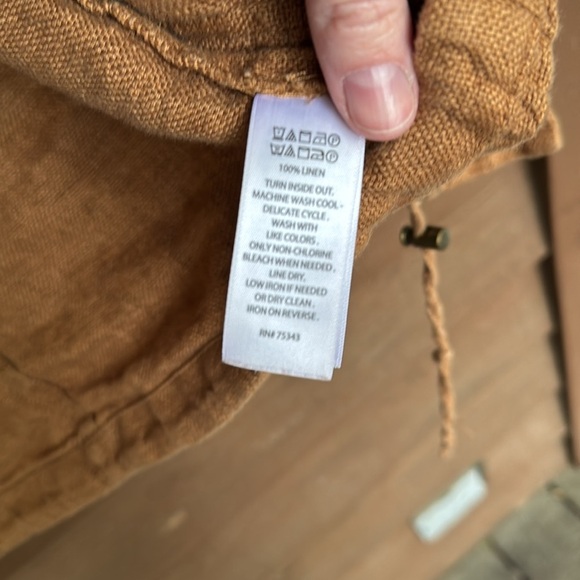 100% LINEN
TURN INSIDE OUT.
MACHINE WASH COOL -
DELICATE CYCLE .
WASH WITH
LIKE COLORS .
ONLY NON-CHLORINE
BLEACH WHEN NEEDED .
LINE DRY.
LOW IRON IF NEEDED
OR DRY CLEAN .
IRON ON REVERSE .
RN# 75343